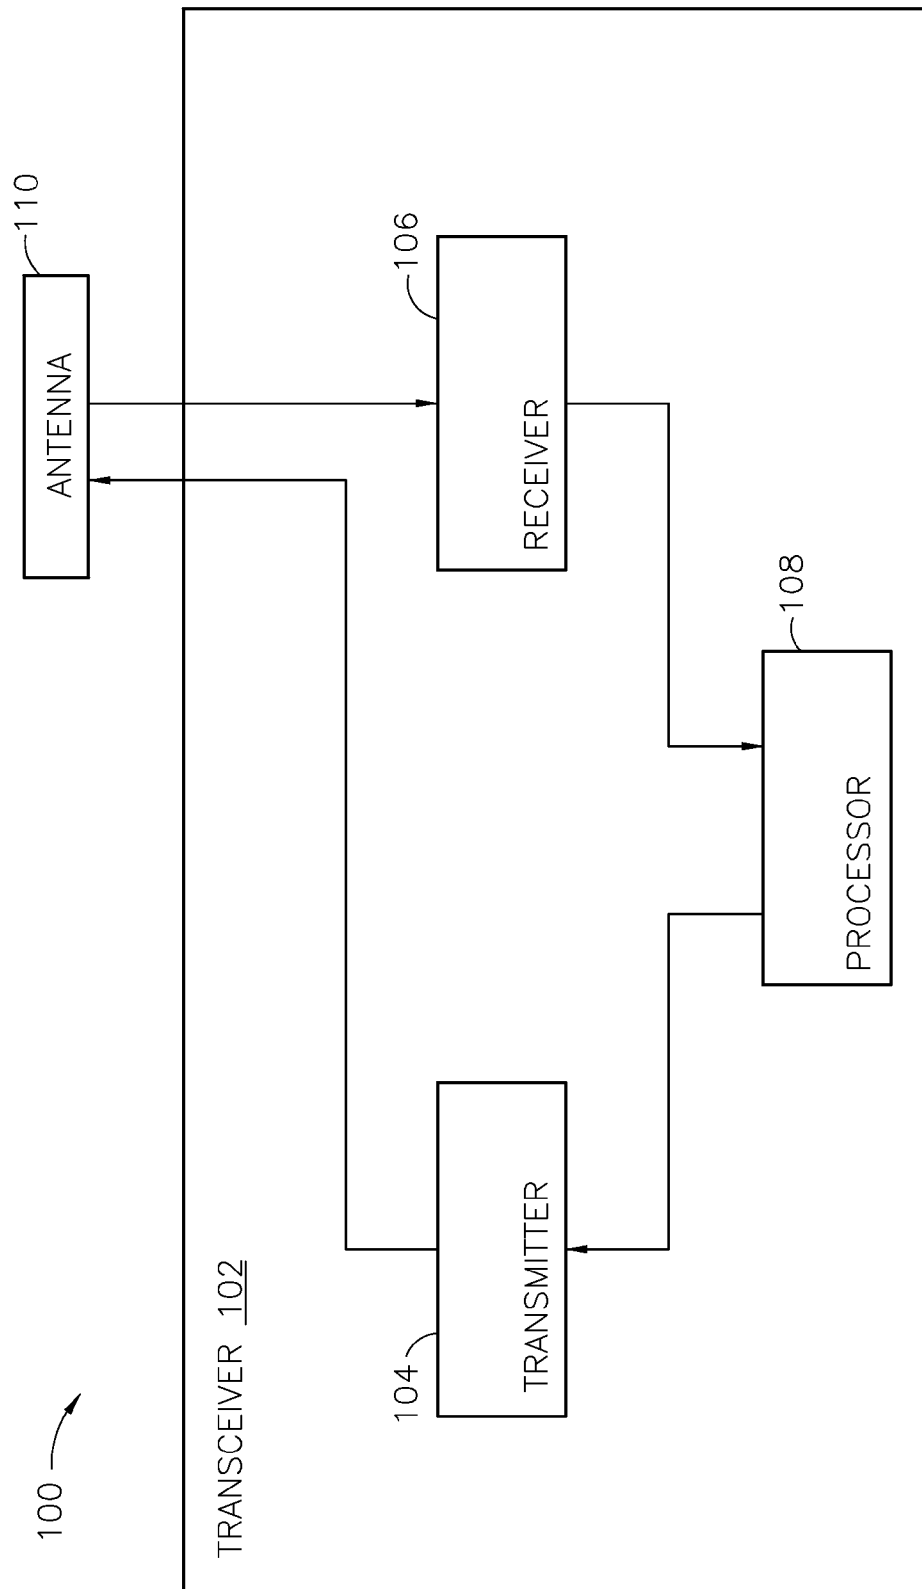 100
TRANSCEIVER 102
110
ANTENNA
104
TRANSMITTER
106
RECEIVER
108
PROCESSOR